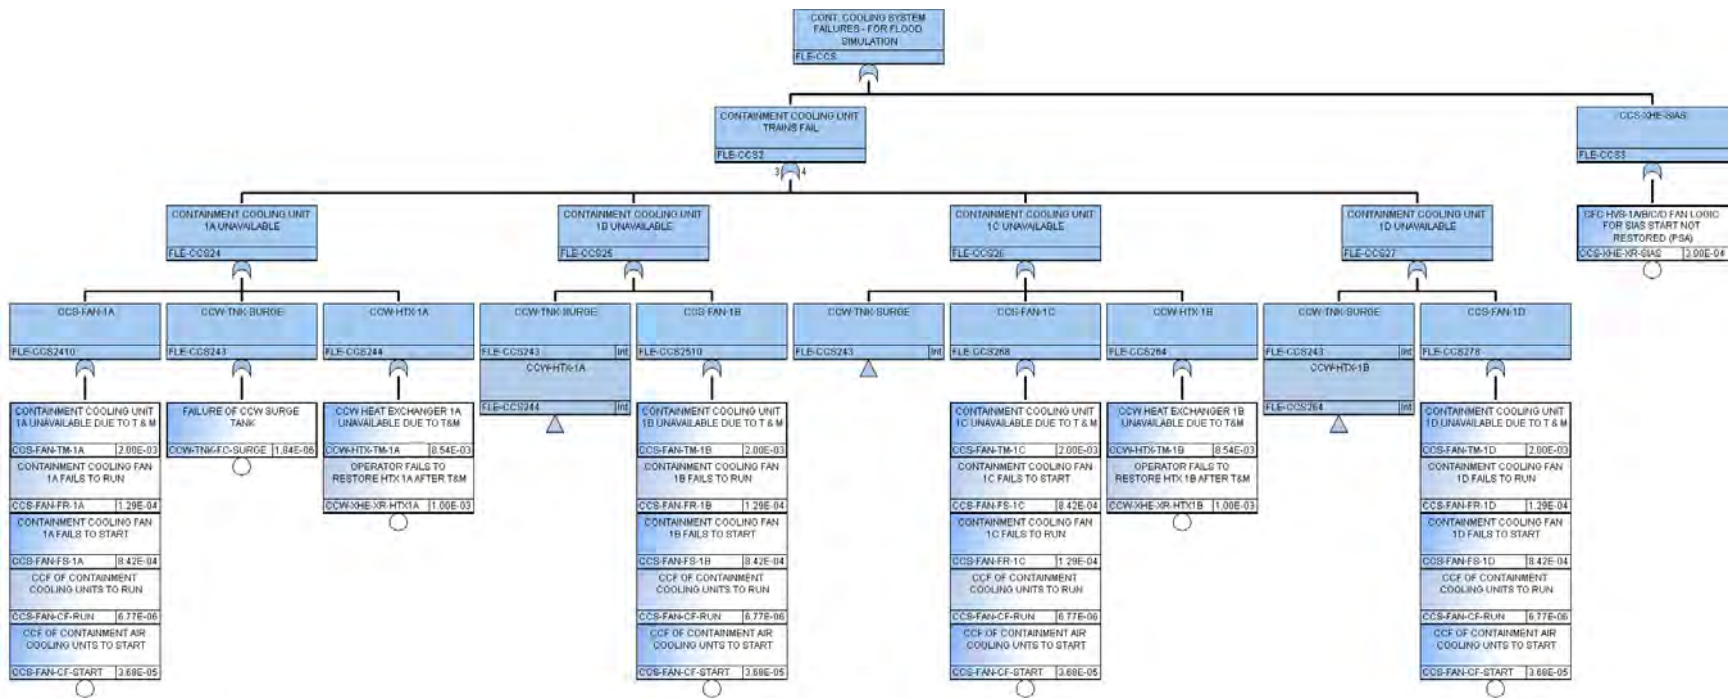 CONT. COOLING SYSTEM
FAILURES - FOR FLOOD
SIMULATION
FLE-CCS
CONTAINMENT COOLING UNIT
TRAINS FAIL
FLE-CCS2
3 4
CCS-XHE-SIAS
FLE-CCS3
CONTAINMENT COOLING UNIT
1A UNAVAILABLE
FLE-CCS24
CONTAINMENT COOLING UNIT
1B UNAVAILABLE
FLE-CCS25
CONTAINMENT COOLING UNIT
1C UNAVAILABLE
FLE-CCS26
CONTAINMENT COOLING UNIT
1D UNAVAILABLE
FLE-CCS27
CFC HVS-1A/B/C/D FAN LOGIC
FOR SIAS START NOT
RESTORED (PSA)
CCS-XHE-XR-SIAS 3.00E-04
CCS-FAN-1A
FLE-CCS2410
CCW-TNK-SURGE
FLE-CCS243
CCW-HTX-1A
FLE-CCS244
CCW-TNK-SURGE
FLE-CCS243 Int
CCW-HTX-1A
FLE-CCS244 Int
CCS-FAN-1B
FLE-CCS2510
CCW-TNK-SURGE
FLE-CCS243 Int
CCS-FAN-1C
FLE-CCS268
CCW-HTX-1B
FLE-CCS264
CCW-TNK-SURGE
FLE-CCS243 Int
CCW-HTX-1B
FLE-CCS264 Int
CCS-FAN-1D
FLE-CCS278
CONTAINMENT COOLING UNIT
1A UNAVAILABLE DUE TO T & M
CCS-FAN-TM-1A 2.00E-03
CONTAINMENT COOLING FAN
1A FAILS TO RUN
CCS-FAN-FR-1A 1.29E-04
CONTAINMENT COOLING FAN
1A FAILS TO START
CCS-FAN-FS-1A 8.42E-04
CCF OF CONTAINMENT
COOLING UNITS TO RUN
CCS-FAN-CF-RUN 6.77E-06
CCF OF CONTAINMENT AIR
COOLING UNTS TO START
CCS-FAN-CF-START 3.68E-05
FAILURE OF CCW SURGE
TANK
CCW-TNK-FC-SURGE 1.84E-06
CCW HEAT EXCHANGER 1A
UNAVAILABLE DUE TO T&M
CCW-HTX-TM-1A 8.54E-03
OPERATOR FAILS TO
RESTORE HTX 1A AFTER T&M
CCW-XHE-XR-HTX1A 1.00E-03
CONTAINMENT COOLING UNIT
1B UNAVAILABLE DUE TO T & M
CCS-FAN-TM-1B 2.00E-03
CONTAINMENT COOLING FAN
1B FAILS TO RUN
CCS-FAN-FR-1B 1.29E-04
CONTAINMENT COOLING FAN
1B FAILS TO START
CCS-FAN-FS-1B 8.42E-04
CCF OF CONTAINMENT
COOLING UNITS TO RUN
CCS-FAN-CF-RUN 6.77E-06
CCF OF CONTAINMENT AIR
COOLING UNTS TO START
CCS-FAN-CF-START 3.68E-05
CONTAINMENT COOLING UNIT
1C UNAVAILABLE DUE TO T & M
CCS-FAN-TM-1C 2.00E-03
CONTAINMENT COOLING FAN
1C FAILS TO START
CCS-FAN-FS-1C 8.42E-04
CONTAINMENT COOLING FAN
1C FAILS TO RUN
CCS-FAN-FR-1C 1.29E-04
CCF OF CONTAINMENT
COOLING UNITS TO RUN
CCS-FAN-CF-RUN 6.77E-06
CCF OF CONTAINMENT AIR
COOLING UNTS TO START
CCS-FAN-CF-START 3.68E-05
CCW HEAT EXCHANGER 1B
UNAVAILABLE DUE TO T&M
CCW-HTX-TM-1B 8.54E-03
OPERATOR FAILS TO
RESTORE HTX 1B AFTER T&M
CCW-XHE-XR-HTX1B 1.00E-03
CONTAINMENT COOLING UNIT
1D UNAVAILABLE DUE TO T & M
CCS-FAN-TM-1D 2.00E-03
CONTAINMENT COOLING FAN
1D FAILS TO RUN
CCS-FAN-FR-1D 1.29E-04
CONTAINMENT COOLING FAN
1D FAILS TO START
CCS-FAN-FS-1D 8.42E-04
CCF OF CONTAINMENT
COOLING UNITS TO RUN
CCS-FAN-CF-RUN 6.77E-06
CCF OF CONTAINMENT AIR
COOLING UNTS TO START
CCS-FAN-CF-START 3.68E-05